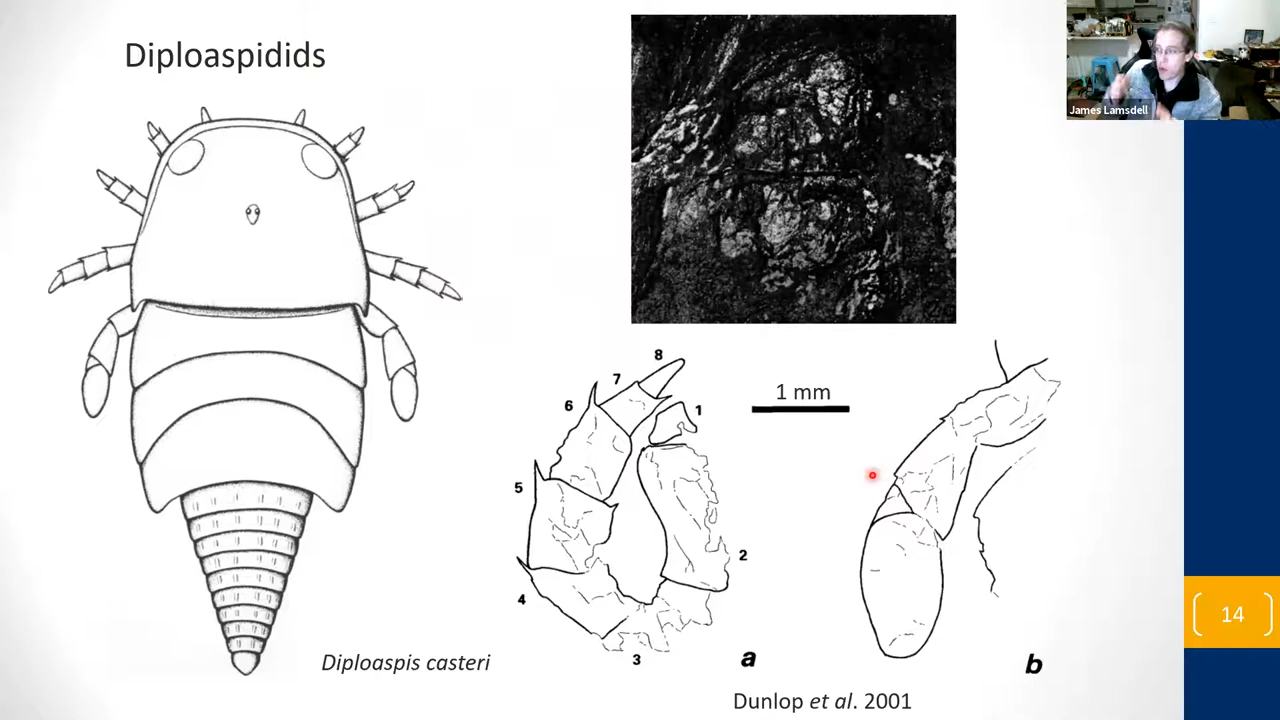 Diploaspidids
James Lamsdell
8
7
6
1
1 mm
5
2
4
3
a
b
14
Diploaspis casteri
Dunlop et al. 2001